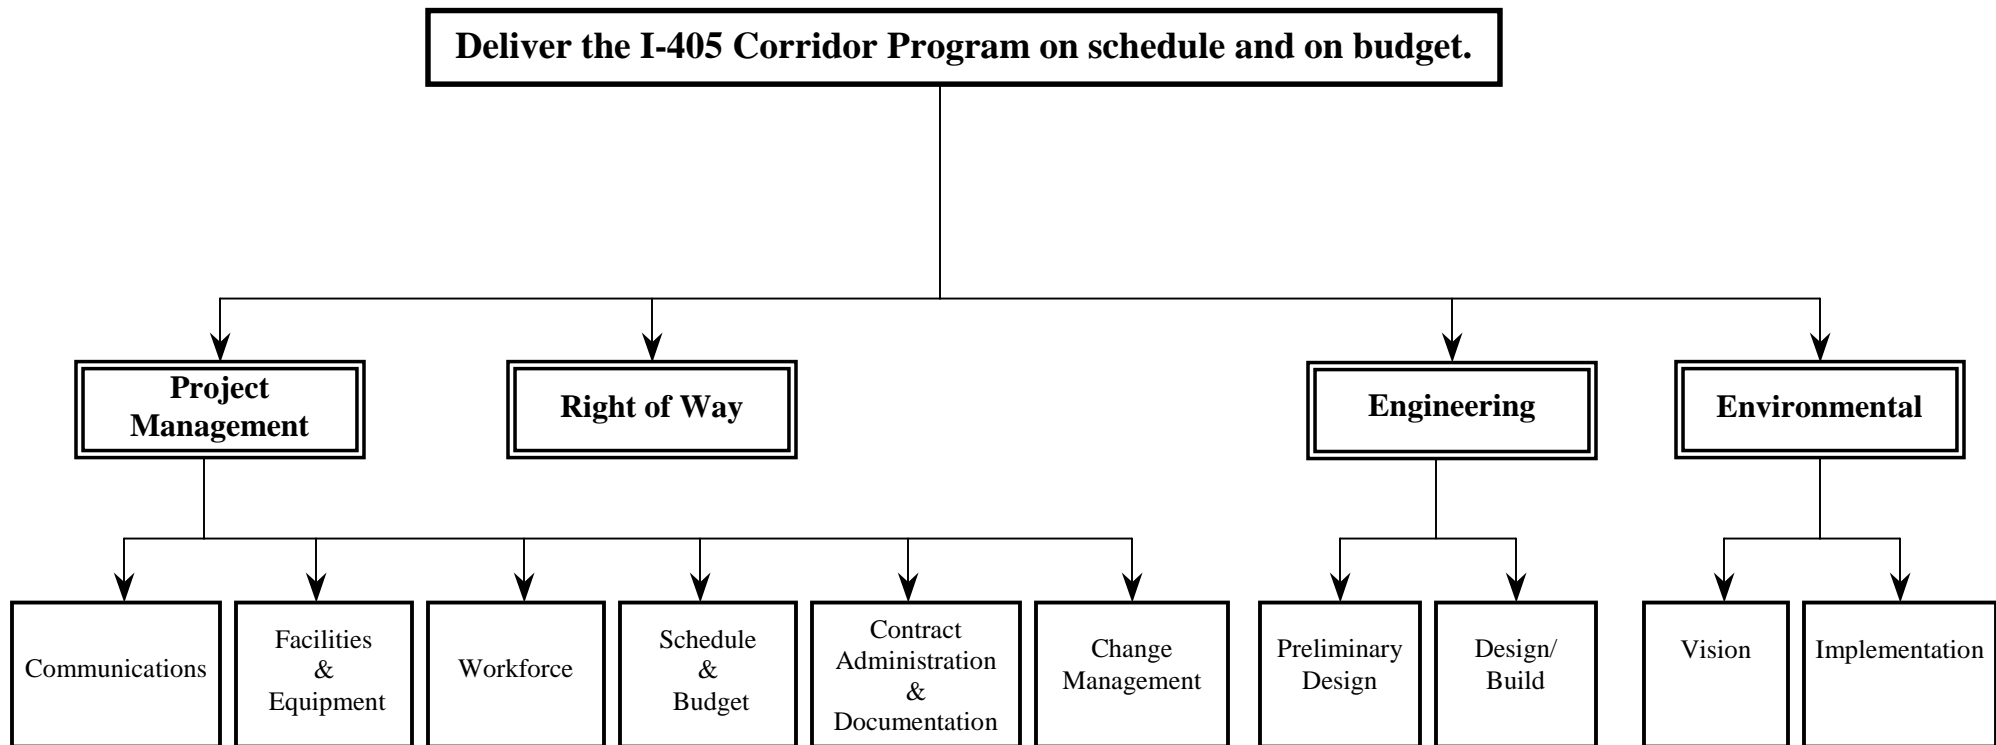 Deliver the I-405 Corridor Program on schedule and on budget.
Project
Management
Right of Way
Engineering
Environmental
Communications
Facilities
&
Equipment
Workforce
Schedule
&
Budget
Contract
Administration
&
Documentation
Change
Management
Preliminary
Design
Design/
Build
Vision
Implementation